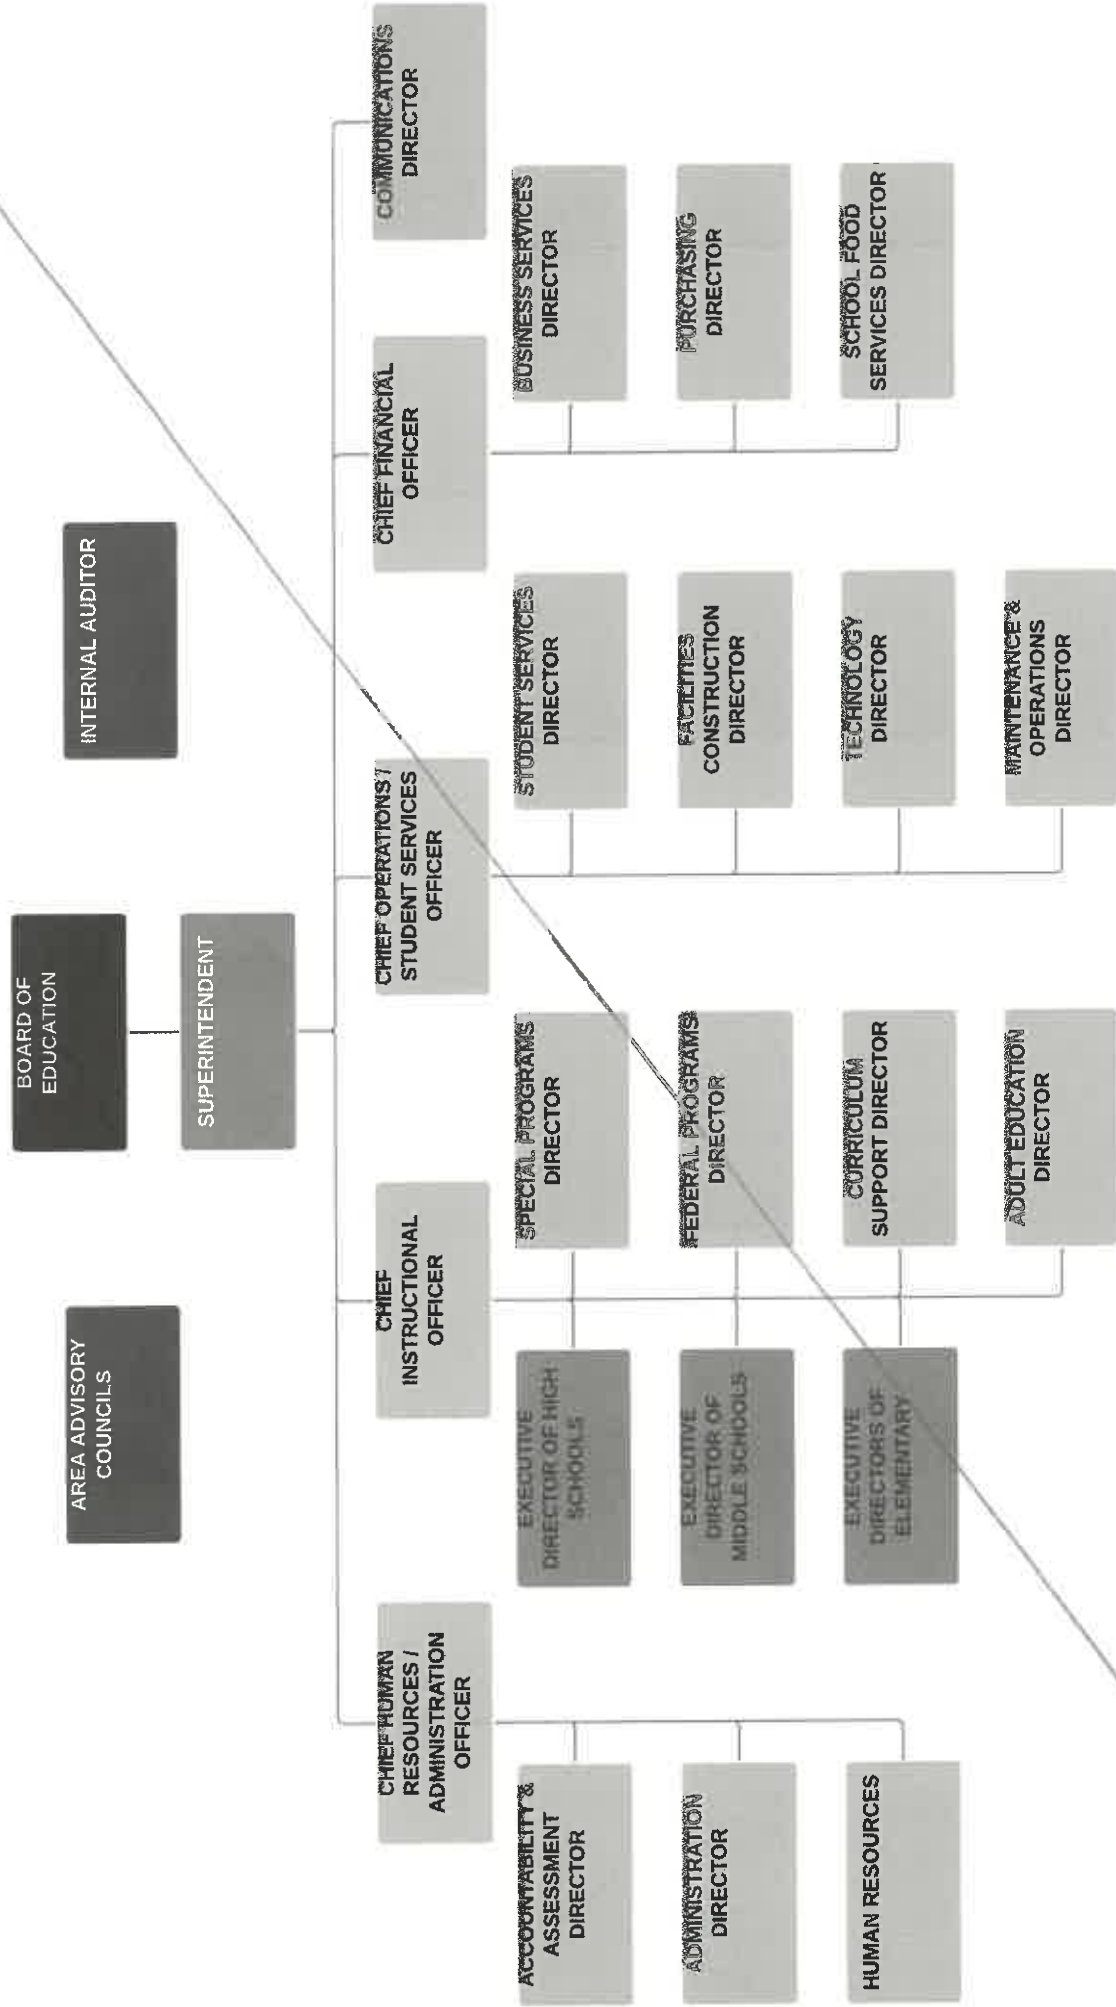 BOARD OF
EDUCATION
AREA ADVISORY
COUNCILS
INTERNAL AUDITOR
SUPERINTENDENT
CHIEF HUMAN
RESOURCES /
ADMINISTRATION
OFFICER
CHIEF
INSTRUCTIONAL
OFFICER
CHIEF OPERATIONS /
STUDENT SERVICES
OFFICER
CHIEF FINANCIAL
OFFICER
COMMUNICATIONS
DIRECTOR
ACCOUNTABILITY &
ASSESSMENT
DIRECTOR
ADMINISTRATION
DIRECTOR
HUMAN RESOURCES
EXECUTIVE
DIRECTOR OF HIGH
SCHOOLS
EXECUTIVE
DIRECTOR OF
MIDDLE SCHOOLS
EXECUTIVE
DIRECTORS OF
ELEMENTARY
SPECIAL PROGRAMS
DIRECTOR
FEDERAL PROGRAMS
DIRECTOR
CURRICULUM
SUPPORT DIRECTOR
ADULT EDUCATION
DIRECTOR
STUDENT SERVICES
DIRECTOR
FACILITIES
CONSTRUCTION
DIRECTOR
TECHNOLOGY
DIRECTOR
MAINTENANCE &
OPERATIONS
DIRECTOR
BUSINESS SERVICES
DIRECTOR
PURCHASING
DIRECTOR
SCHOOL FOOD
SERVICES DIRECTOR